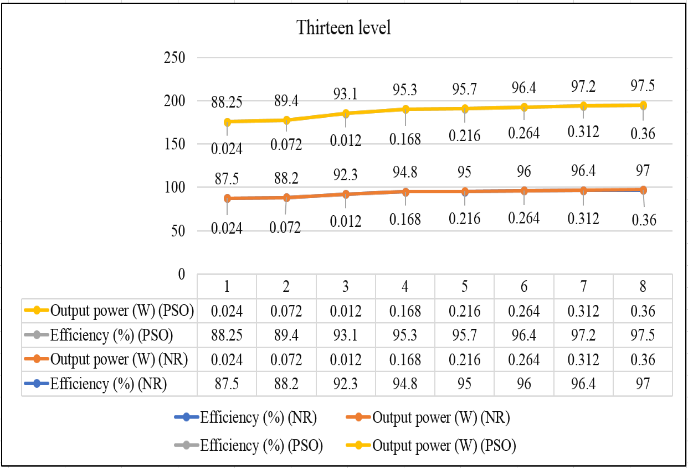 Thirteen level
250
200
150
100
50
0
88.25 89.4 93.1 95.3 95.7 96.4 97.2 97.5
0.024 0.072 0.012 0.168 0.216 0.264 0.312 0.36
87.5 88.2 92.3 94.8 95 96 96.4 97
0.024 0.072 0.012 0.168 0.216 0.264 0.312 0.36
1 2 3 4 5 6 7 8
Output power (W) (PSO) 0.024 0.072 0.012 0.168 0.216 0.264 0.312 0.36
Efficiency (%) (PSO) 88.25 89.4 93.1 95.3 95.7 96.4 97.2 97.5
Output power (W) (NR) 0.024 0.072 0.012 0.168 0.216 0.264 0.312 0.36
Efficiency (%) (NR) 87.5 88.2 92.3 94.8 95 96 96.4 97
Efficiency (%) (NR) Output power (W) (NR)
Efficiency (%) (PSO) Output power (W) (PSO)